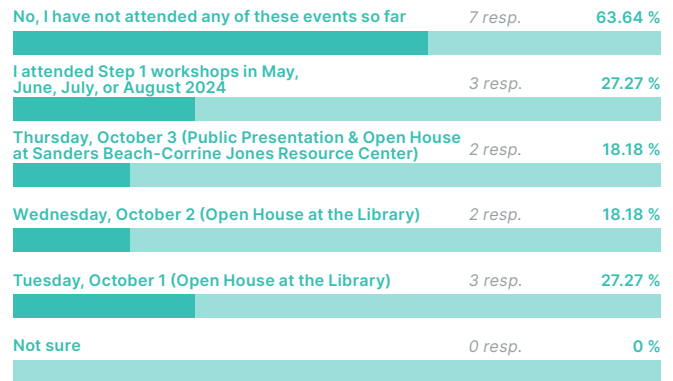 No, I have not attended any of these events so far 7 resp. 63.64 %
I attended Step 1 workshops in May,
June, July, or August 2024 3 resp. 27.27 %
Thursday, October 3 (Public Presentation & Open House
at Sanders Beach-Corrine Jones Resource Center) 2 resp. 18.18 %
Wednesday, October 2 (Open House at the Library) 2 resp. 18.18 %
Tuesday, October 1 (Open House at the Library) 3 resp. 27.27 %
Not sure 0 resp. 0 %